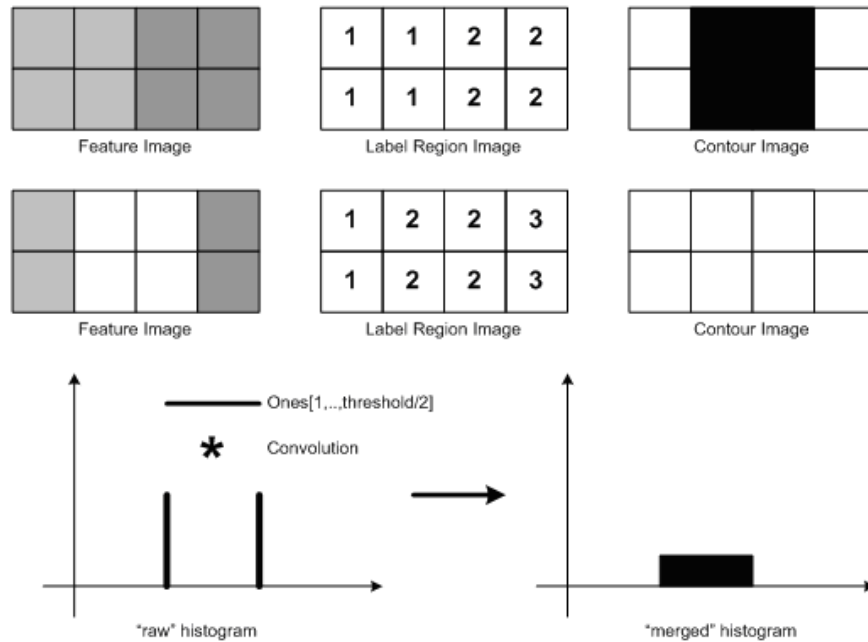 1 1 2 2
1 1 2 2
Feature Image Label Region Image Contour Image
1 2 2 3
1 2 2 3
Feature Image Label Region Image Contour Image
Ones[1,..,threshold/2]
* Convolution
"raw" histogram "merged" histogram